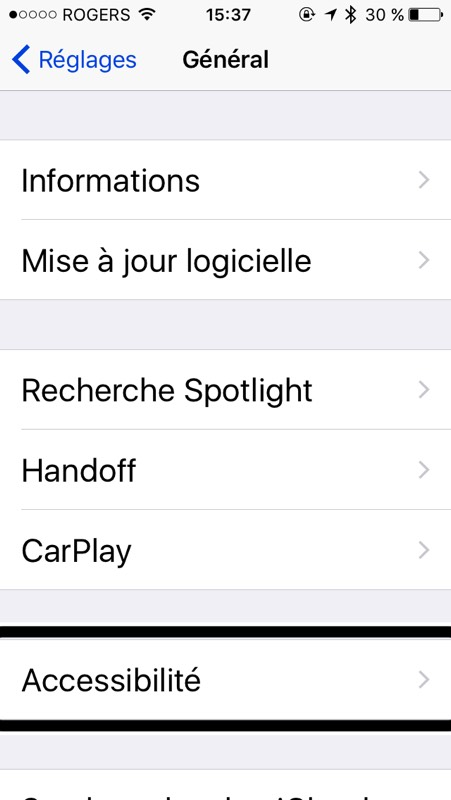 ROGERS 15:37 30 %
Réglages Général
Informations
Mise à jour logicielle
Recherche Spotlight
Handoff
CarPlay
Accessibilité